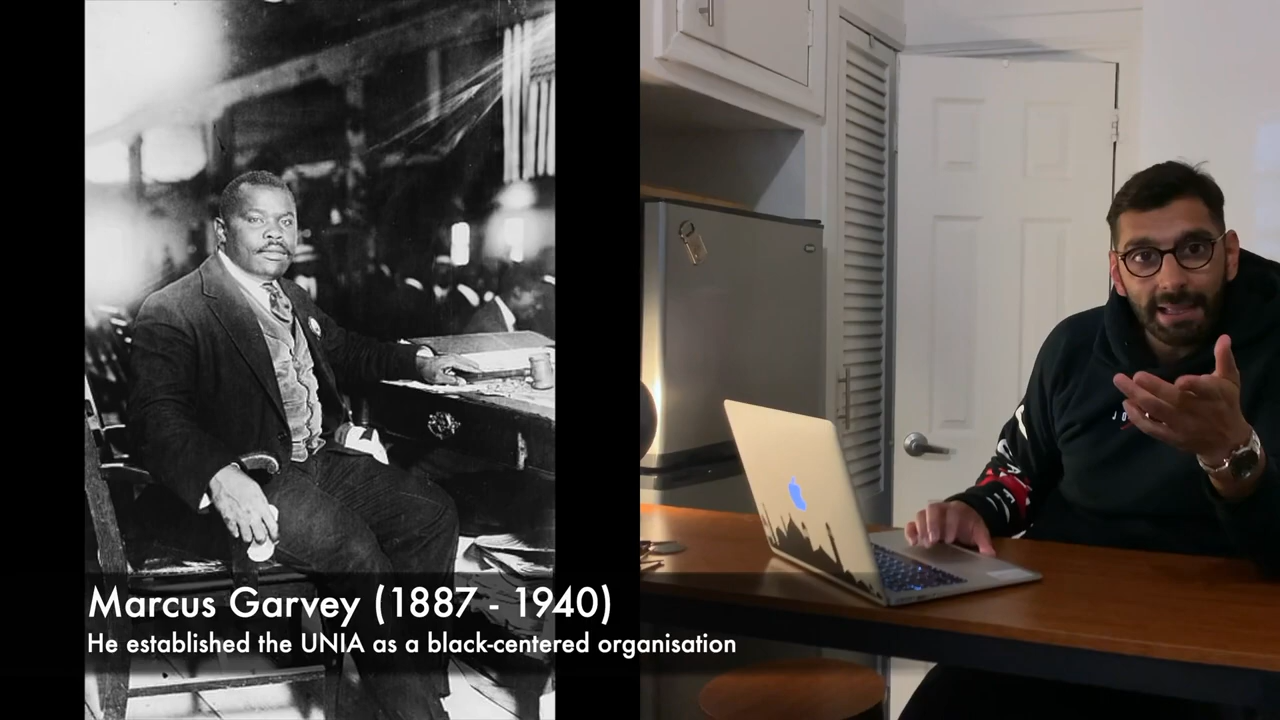 Marcus Garvey (1887 - 1940)
He established the UNIA as a black-centered organisation